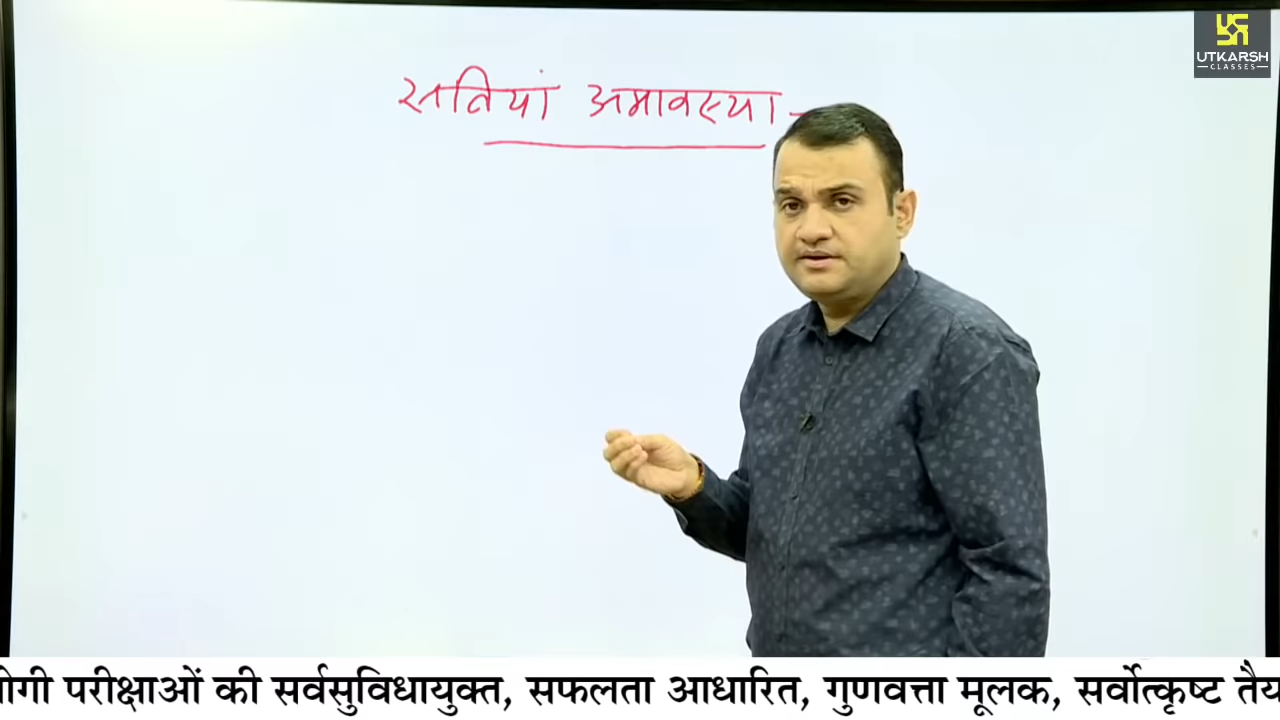 UTKARSH
CLASSES
सतियां अमावस्या -
योगी परीक्षाओं की सर्वसुविधायुक्त, सफलता आधारित, गुणवत्ता मूलक, सर्वोत्कृष्ट तैय